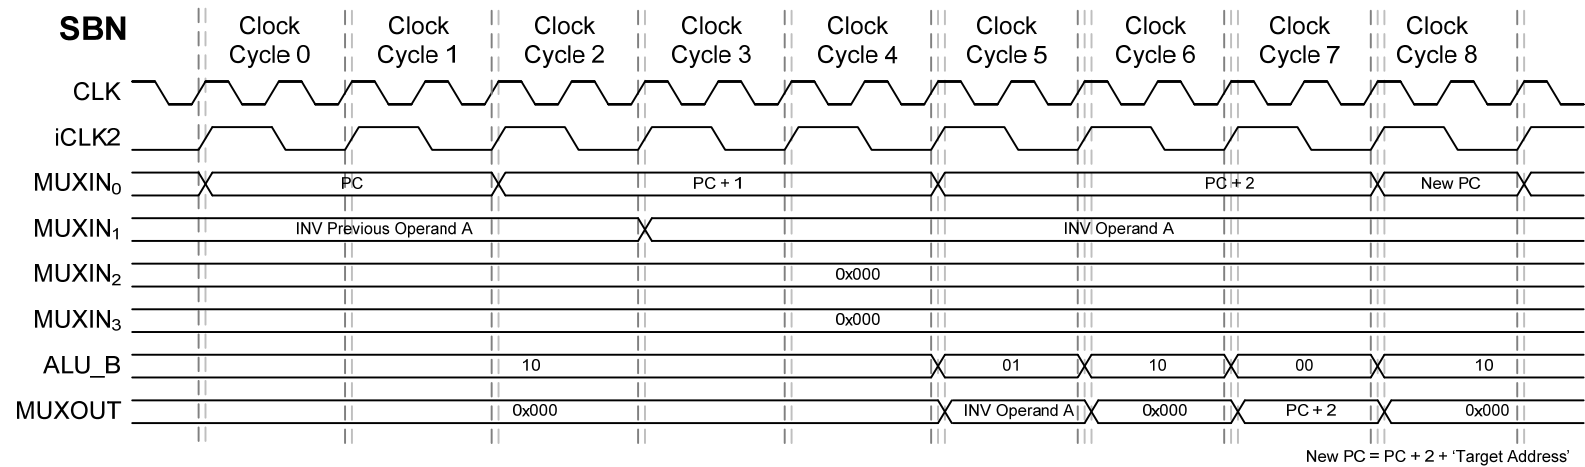 SBN
Clock Clock Clock Clock Clock Clock Clock Clock Clock
Cycle 0 Cycle 1 Cycle 2 Cycle 3 Cycle 4 Cycle 5 Cycle 6 Cycle 7 Cycle 8
CLK
iCLK2
MUXIN₀ PC PC + 1 PC + 2 New PC
MUXIN₁ INV Previous Operand A INV Operand A
MUXIN₂ 0x000
MUXIN₃ 0x000
ALU_B 10 01 10 00 10
MUXOUT 0x000 INV Operand A 0x000 PC + 2 0x000
New PC = PC + 2 + ‘Target Address’